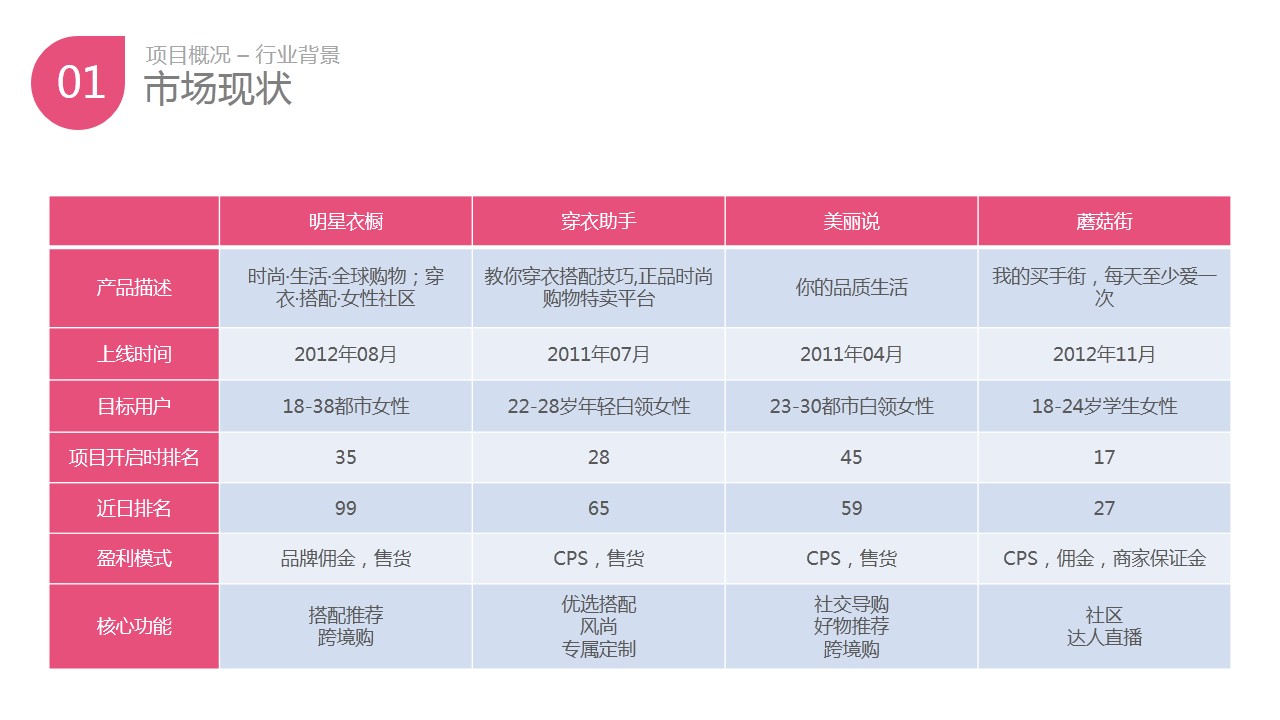 01
项目概况 – 行业背景
市场现状
明星衣橱
穿衣助手
美丽说
蘑菇街
产品描述
时尚·生活·全球购物；穿
衣·搭配·女性社区
教你穿衣搭配技巧,正品时尚
购物特卖平台
你的品质生活
我的买手街，每天至少爱一
次
上线时间
2012年08月
2011年07月
2011年04月
2012年11月
目标用户
18-38都市女性
22-28岁年轻白领女性
23-30都市白领女性
18-24岁学生女性
项目开启时排名
35
28
45
17
近日排名
99
65
59
27
盈利模式
品牌佣金，售货
CPS，售货
CPS，售货
CPS，佣金，商家保证金
核心功能
搭配推荐
跨境购
优选搭配
风尚
专属定制
社交导购
好物推荐
跨境购
社区
达人直播